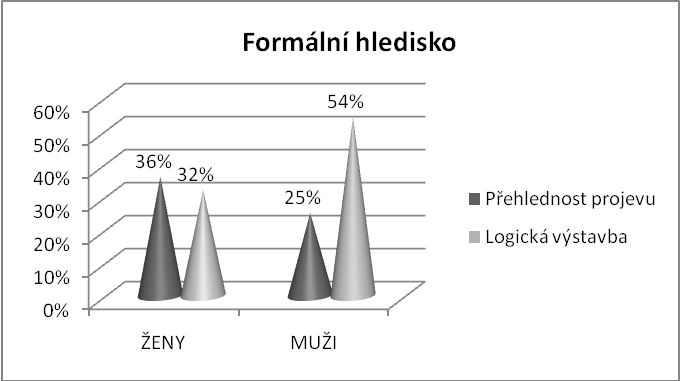 Formální hledisko
60%
50%
40%
30%
20%
10%
0%
36%
32%
25%
54%
ŽENY
MUŽI
Přehlednost projevu
Logická výstavba